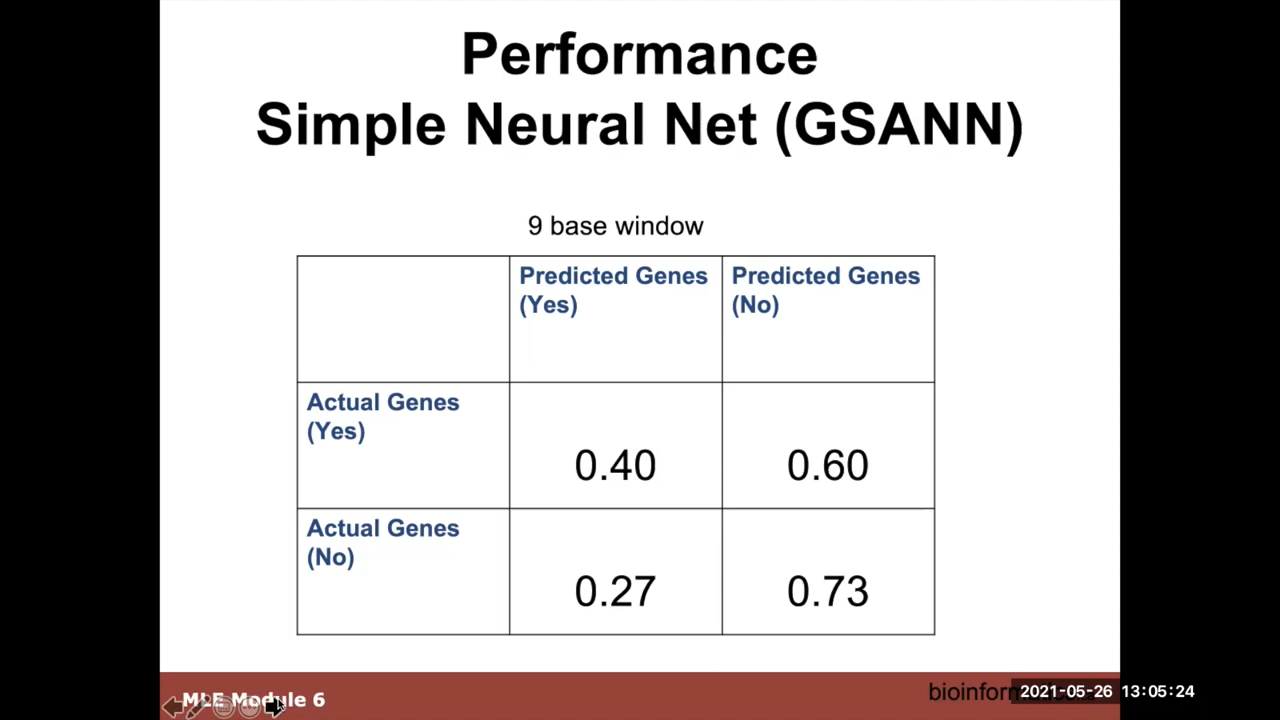 Performance
Simple Neural Net (GSANN)
9 base window
Predicted Genes
(Yes)
Predicted Genes
(No)
Actual Genes
(Yes)
0.40
0.60
Actual Genes
(No)
0.27
0.73
MLE Module 6
2021-05-26 13:05:24